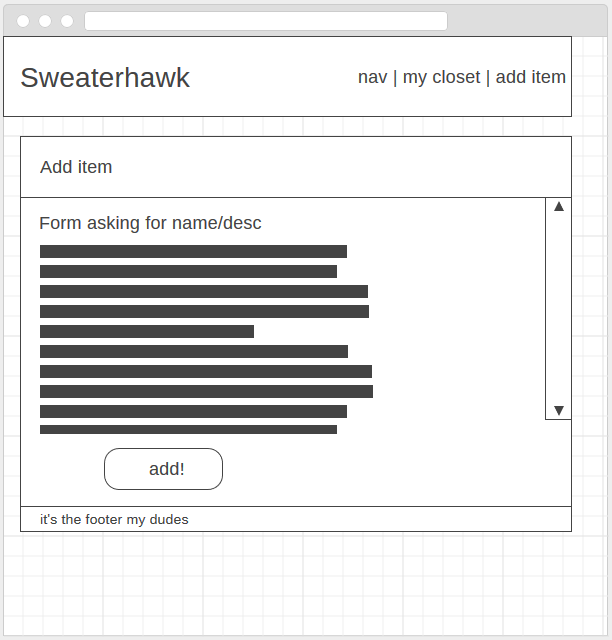 Sweaterhawk
nav | my closet | add item
Add item
Form asking for name/desc
add!
it's the footer my dudes